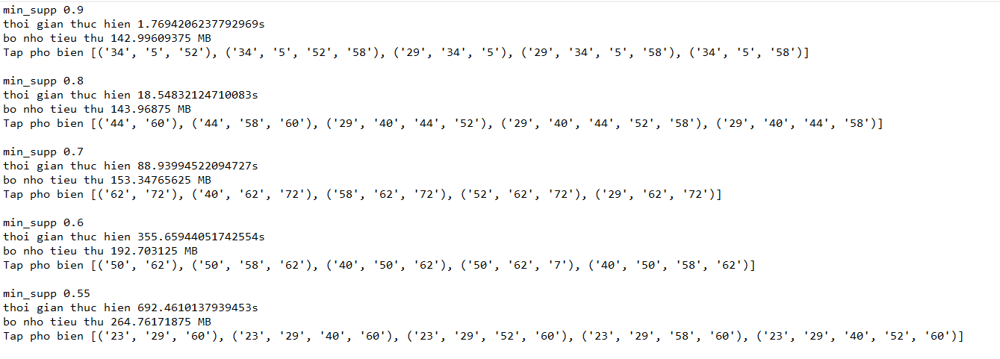 min_supp 0.9
thoi gian thuc hien 1.7694206237792969s
bo nho tieu thu 142.99609375 MB
Tap pho bien [('34', '5', '52'), ('34', '5', '52', '58'), ('29', '34', '5'), ('29', '34', '5', '58'), ('34', '5', '58')]
min_supp 0.8
thoi gian thuc hien 18.54832124710083s
bo nho tieu thu 143.96875 MB
Tap pho bien [('44', '60'), ('44', '58', '60'), ('29', '40', '44', '52'), ('29', '40', '44', '52', '58'), ('29', '40', '44', '58')]
min_supp 0.7
thoi gian thuc hien 88.93994522094727s
bo nho tieu thu 153.34765625 MB
Tap pho bien [('62', '72'), ('40', '62', '72'), ('58', '62', '72'), ('52', '62', '72'), ('29', '62', '72')]
min_supp 0.6
thoi gian thuc hien 355.65944051742554s
bo nho tieu thu 192.703125 MB
Tap pho bien [('50', '62'), ('50', '58', '62'), ('40', '50', '62'), ('50', '62', '7'), ('40', '50', '58', '62')]
min_supp 0.55
thoi gian thuc hien 692.4610137939453s
bo nho tieu thu 264.76171875 MB
Tap pho bien [('23', '29', '60'), ('23', '29', '40', '60'), ('23', '29', '52', '60'), ('23', '29', '58', '60'), ('23', '29', '40', '52', '60')]